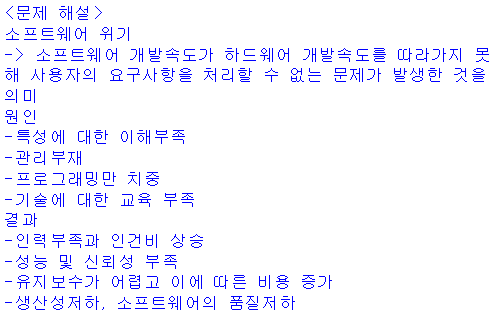 <문제 해설>
소프트웨어 위기
-> 소프트웨어 개발속도가 하드웨어 개발속도를 따라가지 못
해 사용자의 요구사항을 처리할 수 없는 문제가 발생한 것을
의미
원인
-특성에 대한 이해부족
-관리부재
-프로그래밍만 치중
-기술에 대한 교육 부족
결과
-인력부족과 인건비 상승
-성능 및 신뢰성 부족
-유지보수가 어렵고 이에 따른 비용 증가
-생산성저하, 소프트웨어의 품질저하